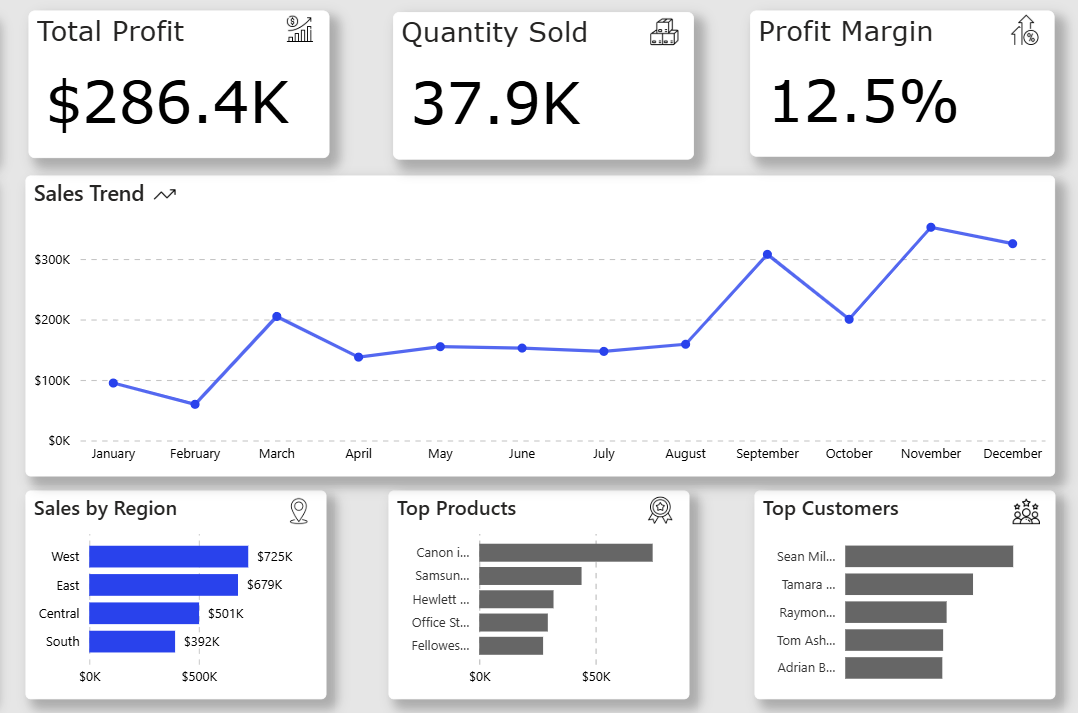 Total Profit
$286.4K
Quantity Sold
37.9K
Profit Margin
12.5%
Sales Trend
$300K
$200K
$100K
$0K
January February March April May June July August September October November December
Sales by Region
West $725K
East $679K
Central $501K
South $392K
$0K $500K
Top Products
Canon i...
Samsun...
Hewlett ...
Office St...
Fellowes...
$0K $50K
Top Customers
Sean Mil...
Tamara ...
Raymon...
Tom Ash...
Adrian B...